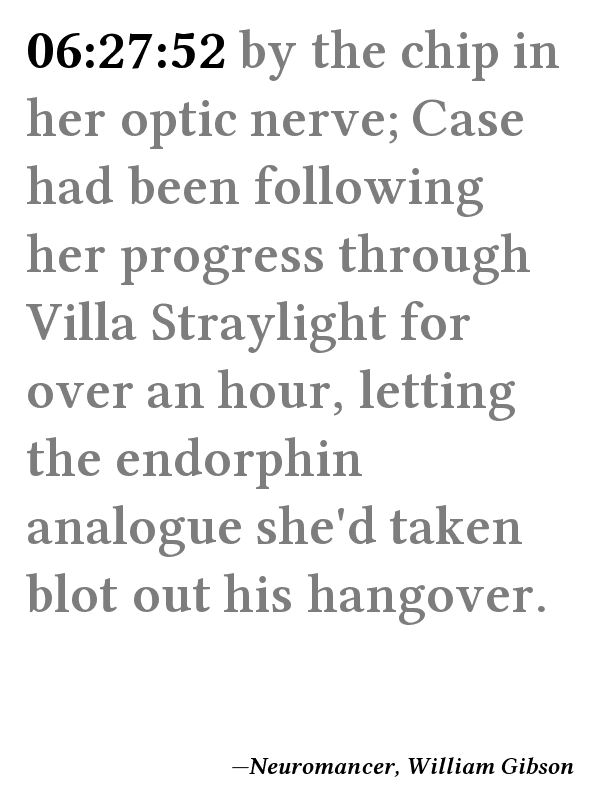 06:27:52 by the chip in
her optic nerve; Case
had been following
her progress through
Villa Straylight for
over an hour, letting
the endorphin
analogue she'd taken
blot out his hangover.
—Neuromancer, William Gibson